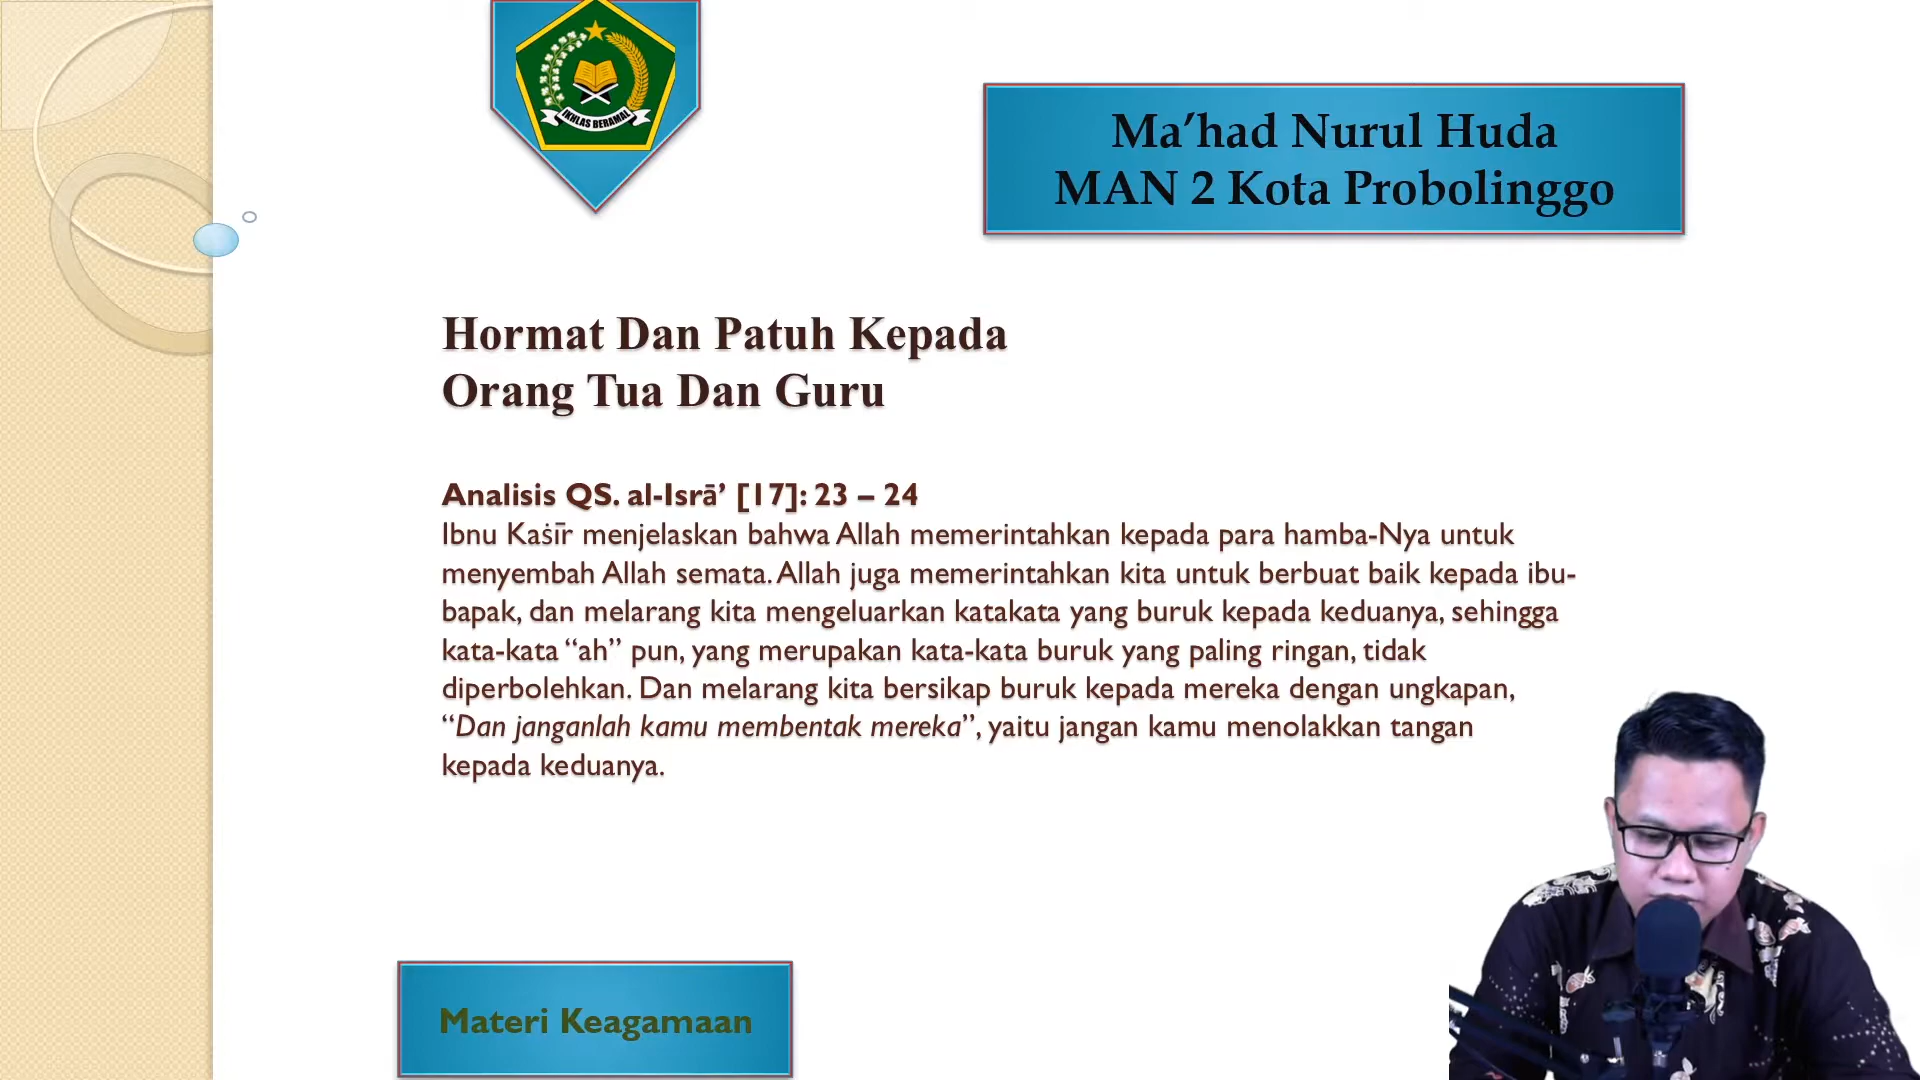 IKHLAS BERAMAL
Ma’had Nurul Huda
MAN 2 Kota Probolinggo
Hormat Dan Patuh Kepada
Orang Tua Dan Guru
Analisis QS. al-Isrā’ [17]: 23 – 24
Ibnu Kaṡīr menjelaskan bahwa Allah memerintahkan kepada para hamba-Nya untuk
menyembah Allah semata. Allah juga memerintahkan kita untuk berbuat baik kepada ibu-
bapak, dan melarang kita mengeluarkan katakata yang buruk kepada keduanya, sehingga
kata-kata “ah” pun, yang merupakan kata-kata buruk yang paling ringan, tidak
diperbolehkan. Dan melarang kita bersikap buruk kepada mereka dengan ungkapan,
“Dan janganlah kamu membentak mereka”, yaitu jangan kamu menolakkan tangan
kepada keduanya.
Materi Keagamaan